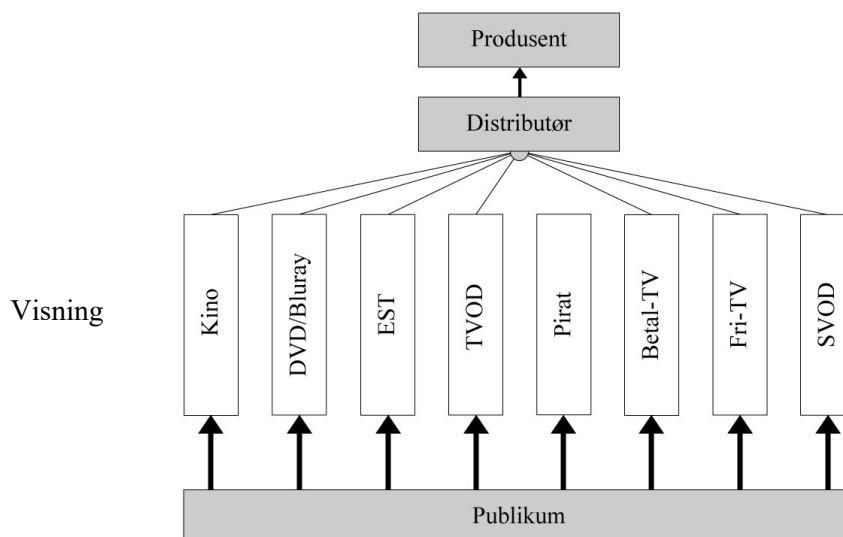 Produsent
Distributør
Visning
Kino
DVD/Bluray
EST
TVOD
Pirat
Betal-TV
Fri-TV
SVOD
Publikum